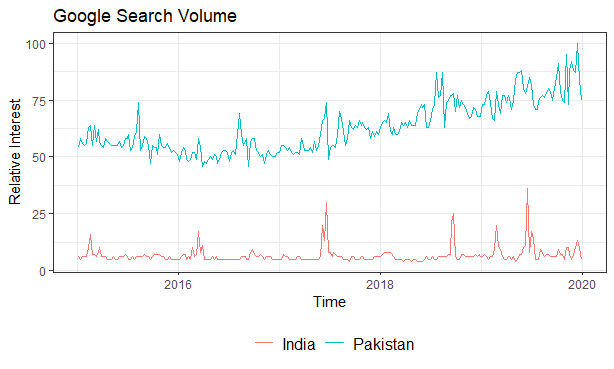 Google Search Volume
100
75
50
25
0
Relative Interest
2016
2018
2020
Time
India
Pakistan